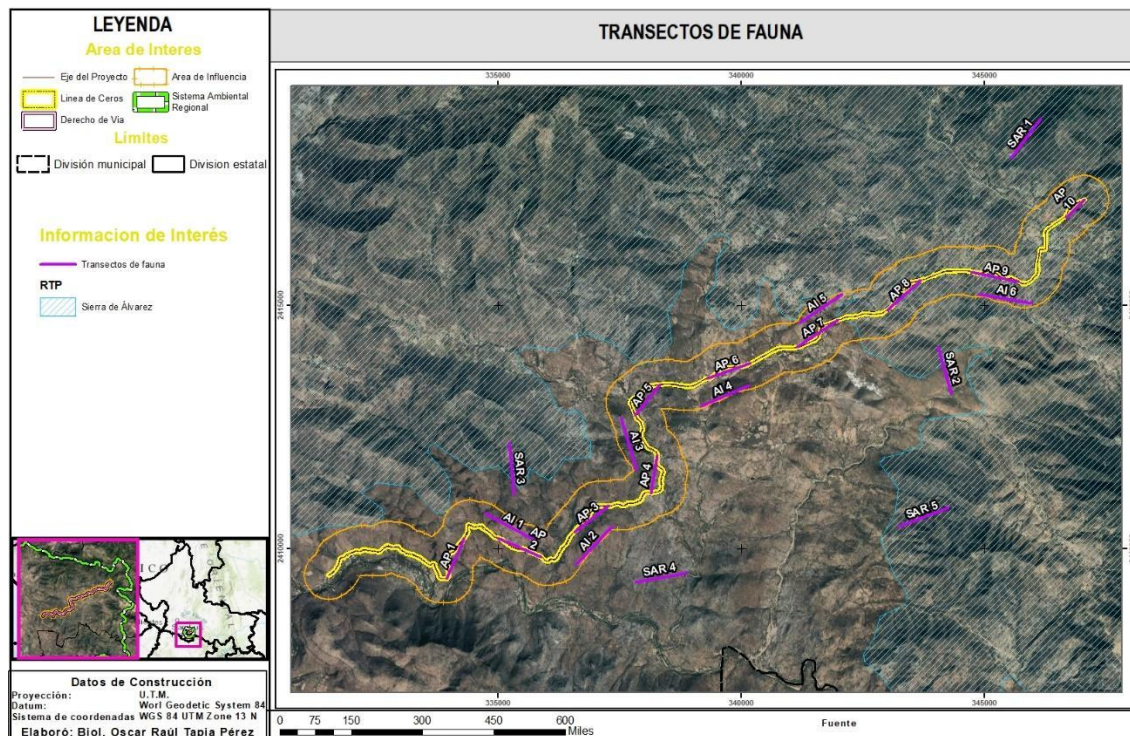 LEYENDA
Area de Interes
Eje del Proyecto
Area de Influencia
Linea de Ceros
Sistema Ambiental
Regional
Derecho de Via
Limites
División municipal
Division estatal
Información de Interés
Transectos de fauna
RTP
Sierra de Álvarez
Datos de Construcción
Proyección: U.T.M.
Datum: Worl Geodetic System 84
Sistema de coordenadas WGS 84 UTM Zone 13 N
Elaboró: Biol. Oscar Raúl Tapia Pérez
TRANSECTOS DE FAUNA
335000 340000 345000
SAR 1
AP
10
AP 9
AI 6
AP 8
AI 5
2415000
AP 7
AP 6
SAR 2
AI 4
AP 5
AI 3
SAR 3
AP 4
AI 1
AP 3
SAR 5
AP
2
AI 2
2410000
AP 1
SAR 4
335000 340000 345000
0 75 150 300 450 600
Miles
Fuente